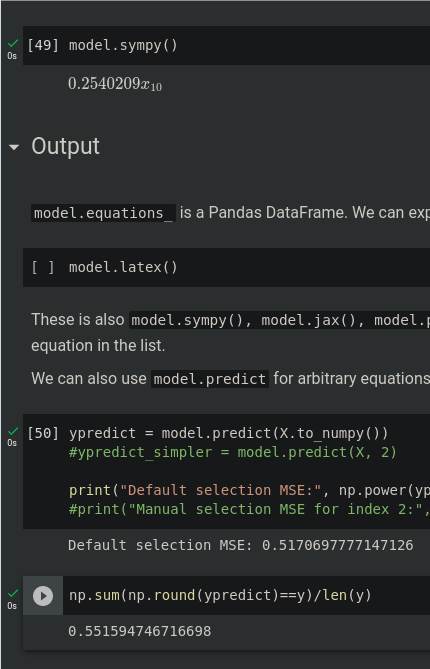 [49] model.sympy()
0s
0.2540209x₁₀
Output
model.equations_ is a Pandas DataFrame. We can exp
[ ] model.latex()
These is also model.sympy(), model.jax(), model.p
equation in the list.
We can also use model.predict for arbitrary equations
[50] ypredict = model.predict(X.to_numpy())
0s
#ypredict_simpler = model.predict(X, 2)
print("Default selection MSE:", np.power(yp
#print("Manual selection MSE for index 2:",
Default selection MSE: 0.5170697777147126
np.sum(np.round(ypredict)==y)/len(y)
0s
0.551594746716698